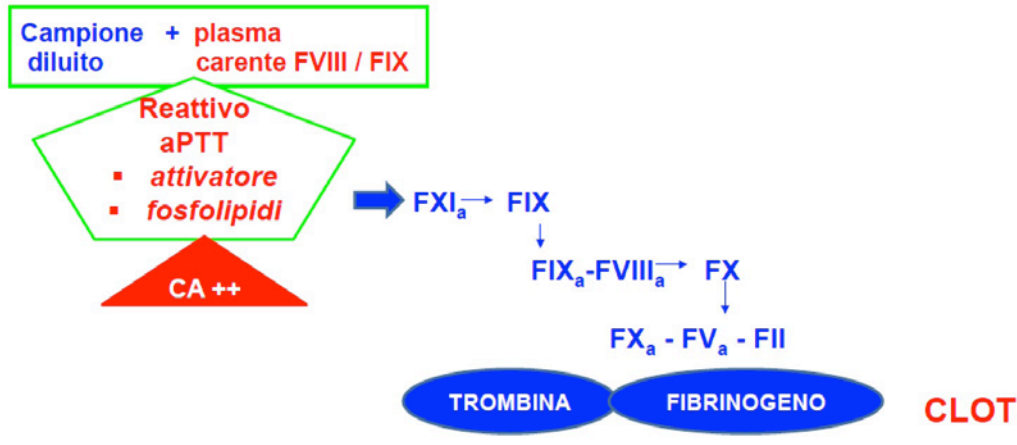 Campione + plasma
diluito carente FVIII / FIX
Reattivo
aPTT
▪ attivatore
▪ fosfolipidi
CA ++
FXIa → FIX
FIXa-FVIIIa → FX
FXa - FVa - FII
TROMBINA FIBRINOGENO
CLOT